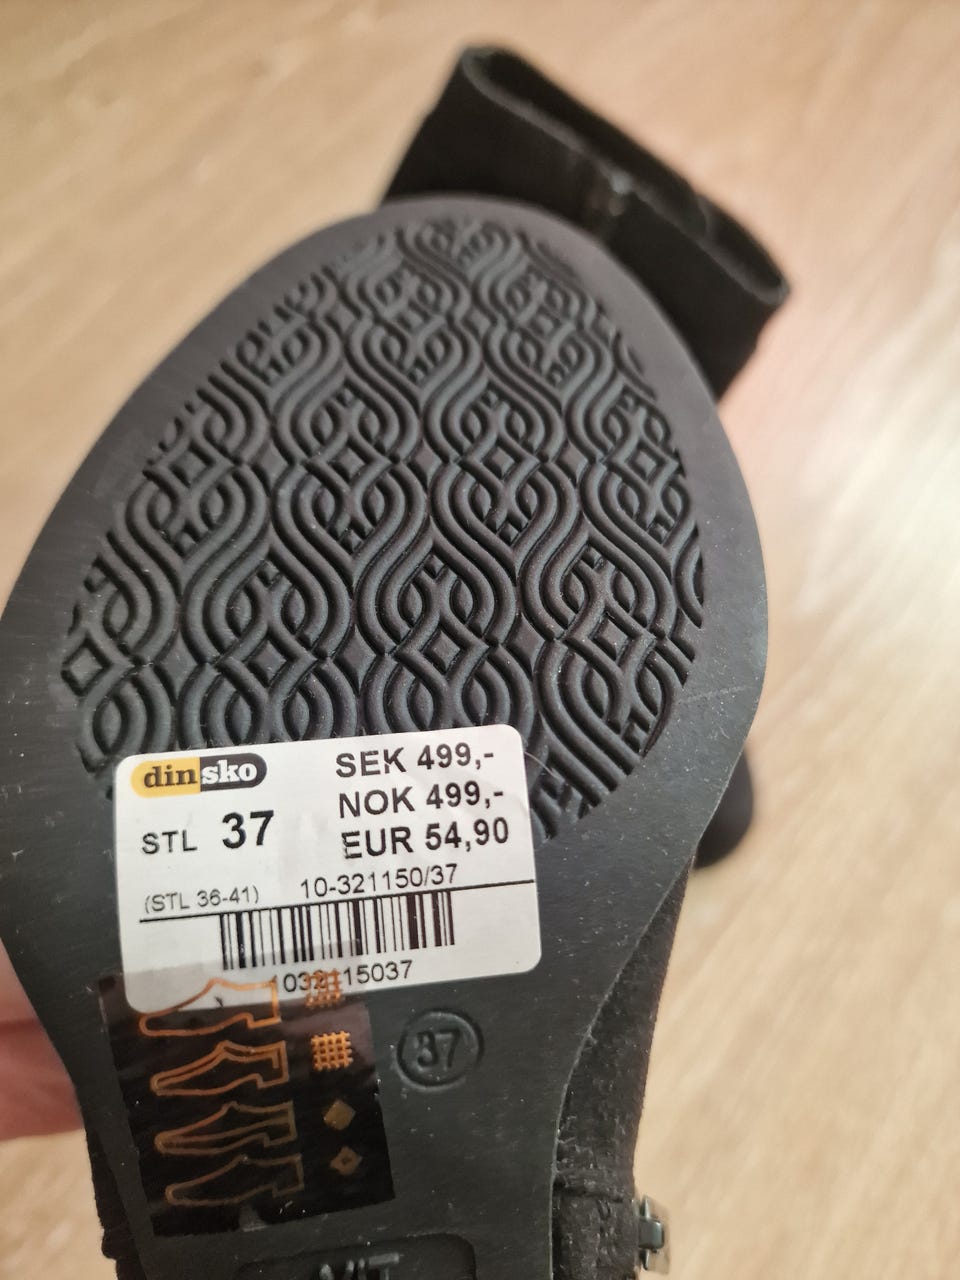 dinsko
SEK 499,-
NOK 499,-
EUR 54,90
STL 37
(STL 36-41) 10-321150/37
37